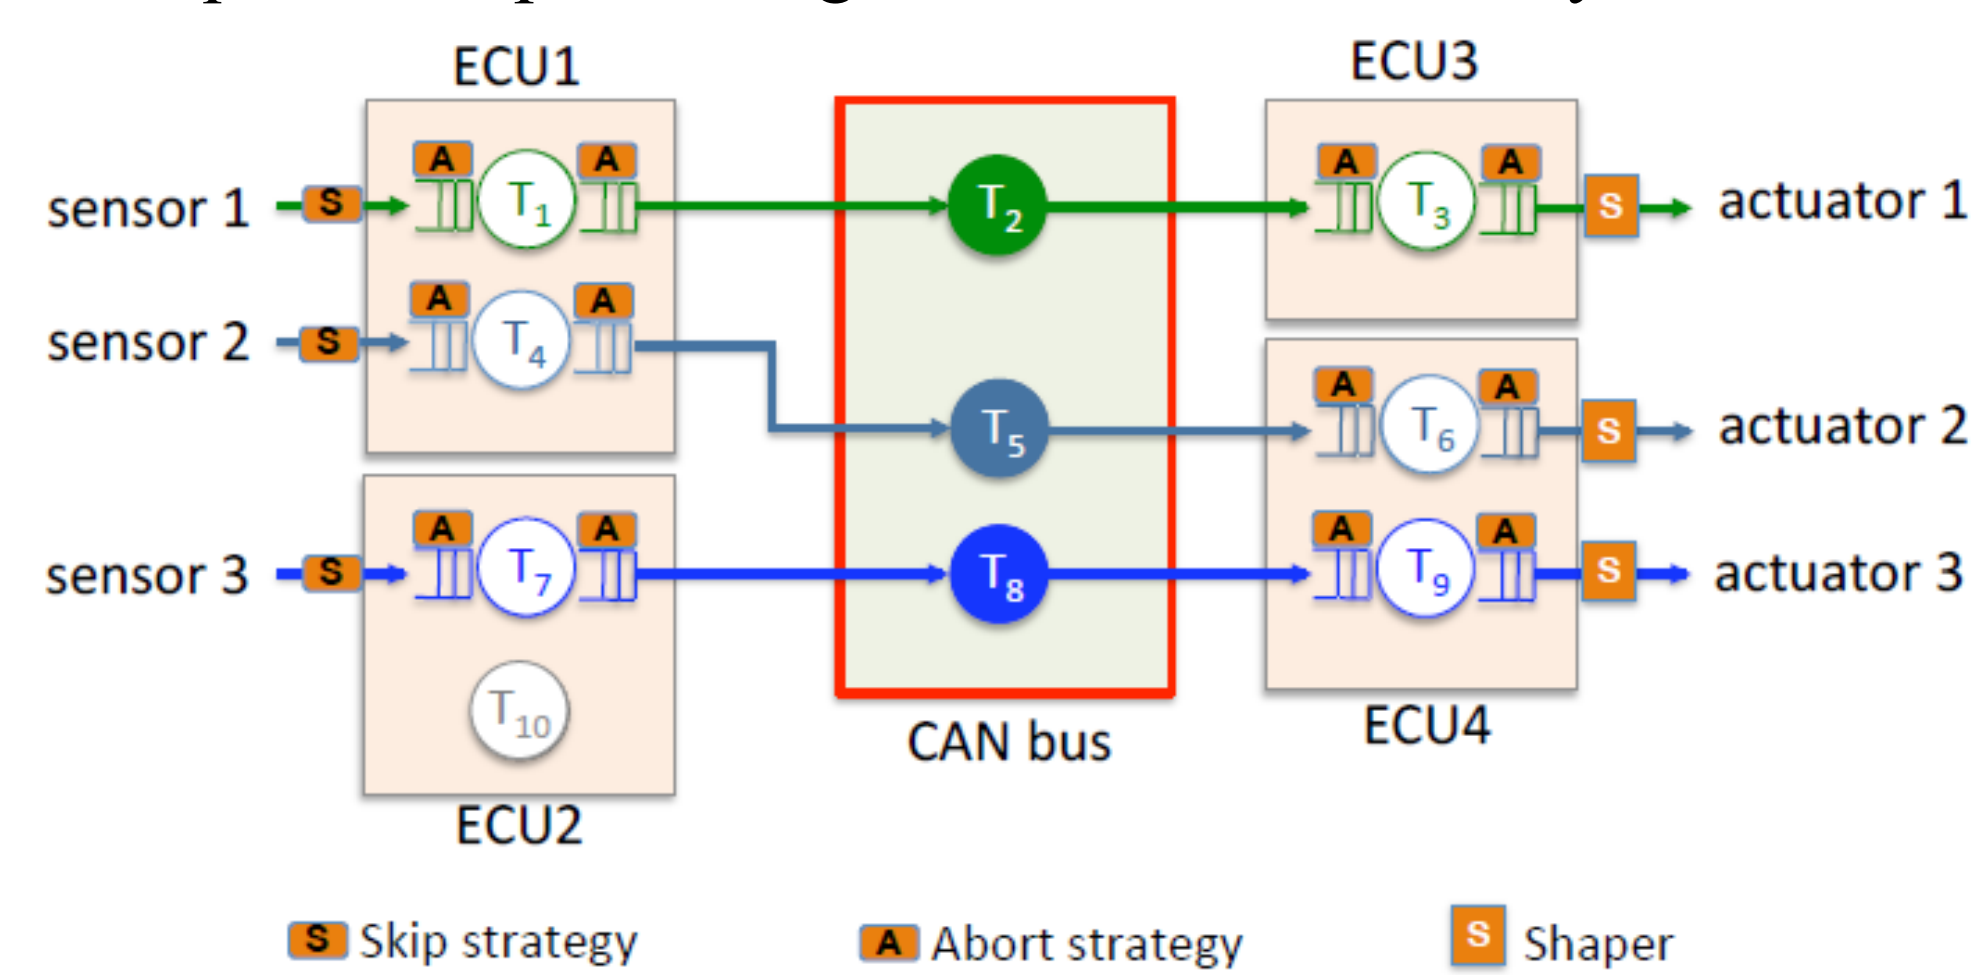 ECU1
ECU3
A A A A
sensor 1 S T1 T2 T3 S actuator 1
A A
sensor 2 S T4
A A
T5 T6 S actuator 2
A A A A
sensor 3 S T7 T8 T9 S actuator 3
T10
CAN bus
ECU4
ECU2
S Skip strategy A Abort strategy S Shaper